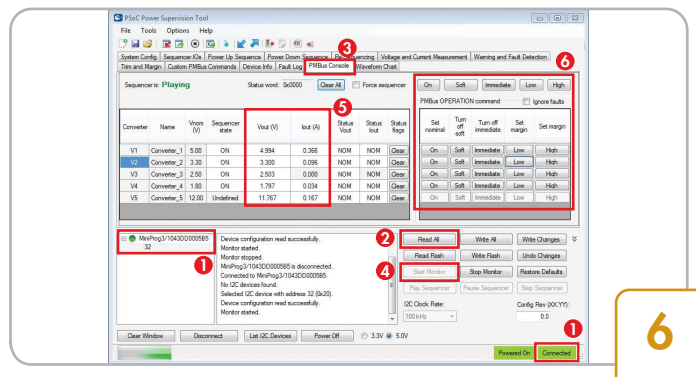 PSoC Power Supervision Tool
File Tools Options Projects Help
3
System Config Sequencer IOs Power Up Sequence Power Down Sequence Resequencing Voltage and Current Measurement Warning and Fault Detection
6
Trim and Margin Custom PMBus Commands Device Info Fault Log PMBus Console Waveform Chart
Sequencer is: Playing Status word: 0x0000 Clear All Force sequencer On Soft Immediate Low High
5
PMBus OPERATION command Ignore faults
Converter Name Vnom (V) Sequencer state Vout (V) Iout (A) Status Vout Status Iout Status flags Set nominal Turn off soft Turn off immediate Set margin Set margin
V1 Converter_1 5.00 ON 4.994 0.366 NOM NOM Clear On Soft Immediate Low High
V2 Converter_2 3.30 ON 3.300 0.096 NOM NOM Clear On Soft Immediate Low High
V3 Converter_3 2.50 ON 2.503 0.000 NOM NOM Clear On Soft Immediate Low High
V4 Converter_4 1.80 ON 1.797 0.034 NOM NOM Clear On Soft Immediate Low High
V5 Converter_5 12.00 Undefined 11.767 0.167 NOM NOM Clear On Soft Immediate Low High
MiniProg3/1043DD0005B5
32
1
Device configuration read successfully.
Monitor started.
Monitor stopped.
MiniProg3/1043DD0005B5 is disconnected.
Connected to MiniProg3/1043DD0005B5
No I2C devices found.
Selected I2C device with address 32 (0x20).
Device configuration read successfully.
Monitor started.
2 Read All Write All Write Changes
Read Flash Write Flash Undo Changes
4 Start Monitor Stop Monitor Restore Defaults
Play Sequencer Pause Sequencer Stop Sequencer
I2C Clock Rate: Config Rev (XX.YY):
100 kHz 0.0
Clear Window Disconnect List I2C Devices Power Off 3.3V 5.0V
1
Powered On Connected
6